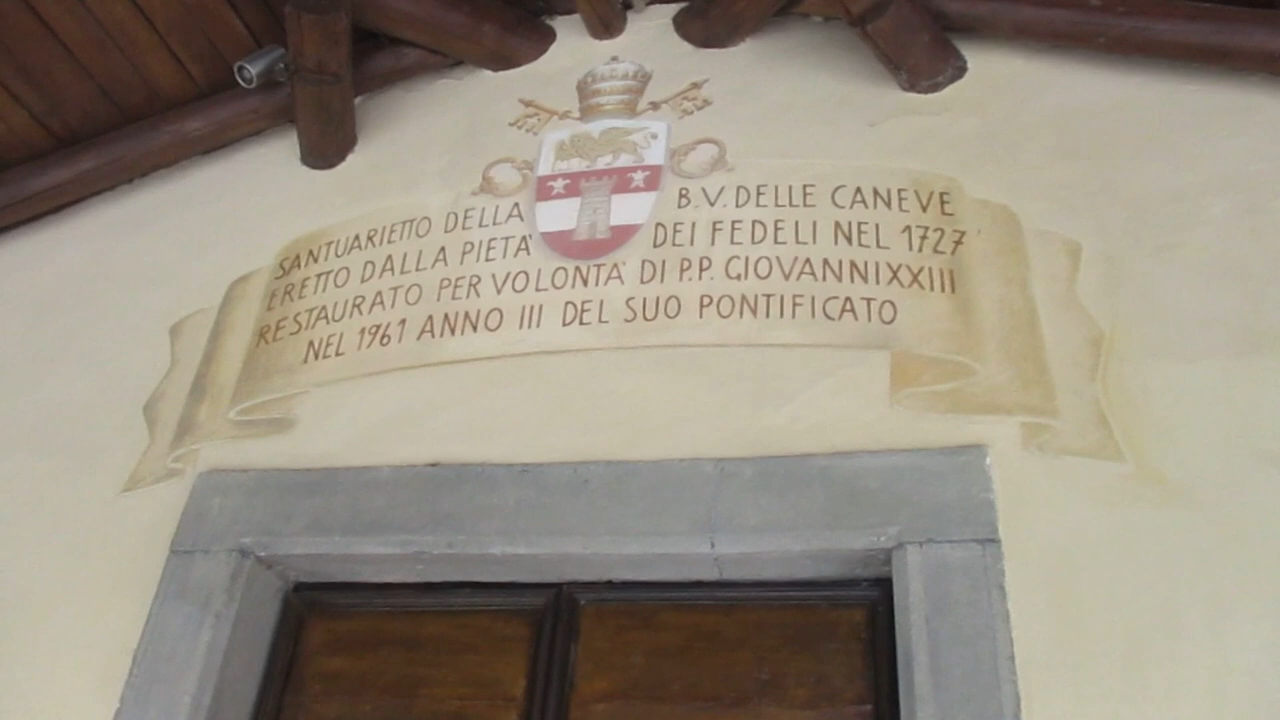 SANTUARIETTO DELLA B.V. DELLE CANEVE
ERETTO DALLA PIETA' DEI FEDELI NEL 1727
RESTAURATO PER VOLONTA' DI P.P. GIOVANNI XXIII
NEL 1961 ANNO III DEL SUO PONTIFICATO